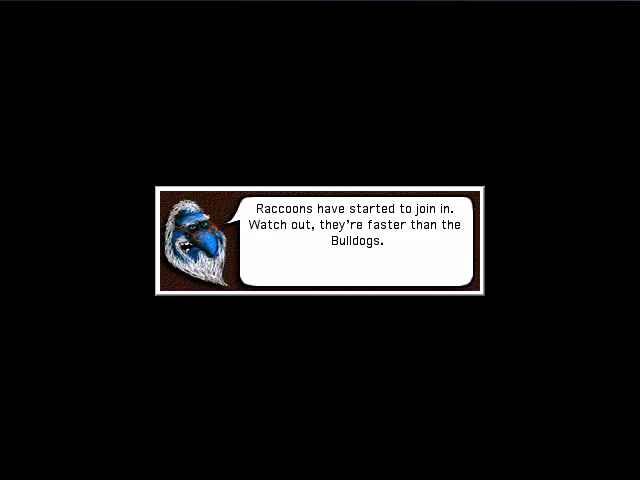 Raccoons have started to join in.
Watch out, they're faster than the
Bulldogs.